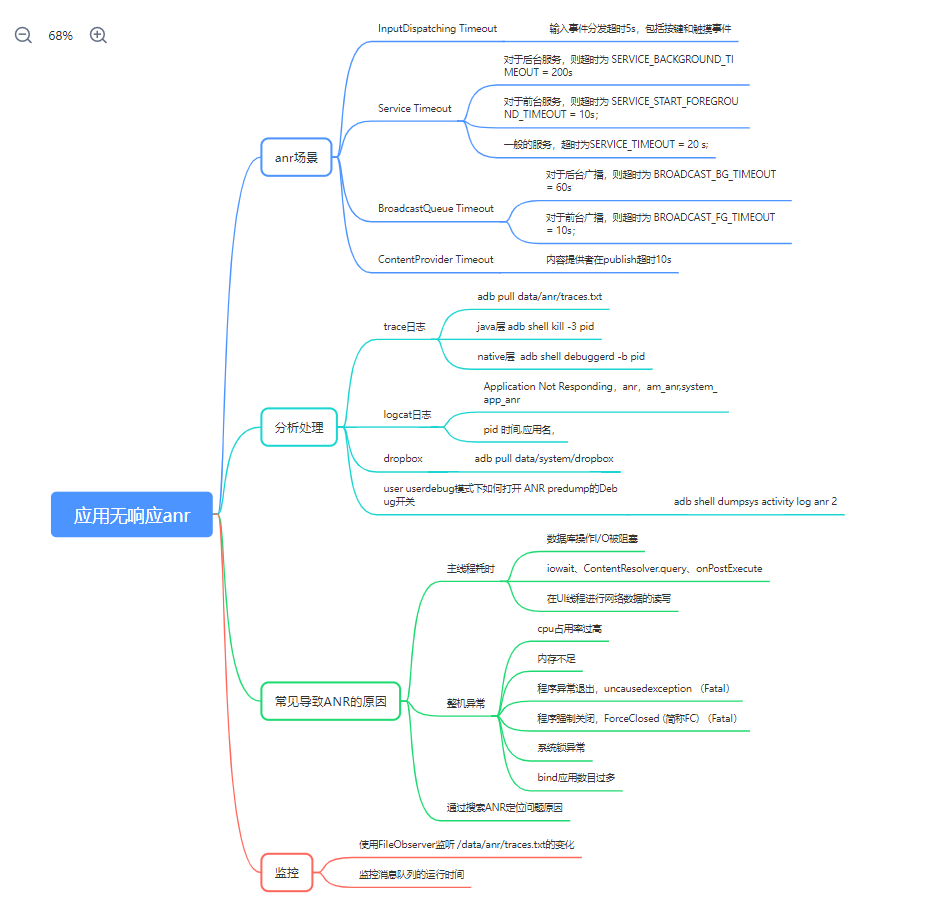 68%
应用无响应anr
anr场景
InputDispatching Timeout
输入事件分发超时5s，包括按键和触摸事件
Service Timeout
对于后台服务，则超时为 SERVICE_BACKGROUND_TI
MEOUT = 200s
对于前台服务，则超时为 SERVICE_START_FOREGROU
ND_TIMEOUT = 10s；
一般的服务，超时为SERVICE_TIMEOUT = 20 s;
BroadcastQueue Timeout
对于后台广播，则超时为 BROADCAST_BG_TIMEOUT
= 60s
对于前台广播，则超时为 BROADCAST_FG_TIMEOUT
= 10s；
ContentProvider Timeout
内容提供者在publish超时10s
分析处理
trace日志
adb pull data/anr/traces.txt
java层 adb shell kill -3 pid
native层 adb shell debuggerd -b pid
logcat日志
Application Not Responding，anr，am_anr,system_
app_anr
pid 时间,应用名，
dropbox
adb pull data/system/dropbox
user userdebug模式下如何打开 ANR predump的Deb
ug开关
adb shell dumpsys activity log anr 2
常见导致ANR的原因
主线程耗时
数据库操作I/O被阻塞
iowait、ContentResolver.query、onPostExecute
在UI线程进行网络数据的读写
整机异常
cpu占用率过高
内存不足
程序异常退出，uncausedexception （Fatal）
程序强制关闭，ForceClosed (简称FC) （Fatal）
系统锁异常
bind应用数目过多
通过搜索ANR定位问题原因
监控
使用FileObserver监听 /data/anr/traces.txt的变化
监控消息队列的运行时间